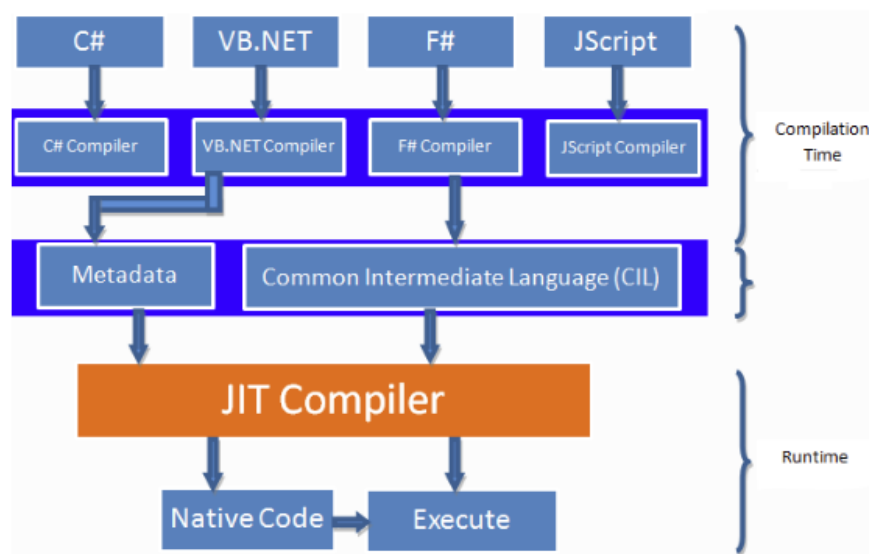 C#
VB.NET
F#
JScript
C# Compiler
VB.NET Compiler
F# Compiler
JScript Compiler
Compilation
Time
Metadata
Common Intermediate Language (CIL)
JIT Compiler
Runtime
Native Code
Execute